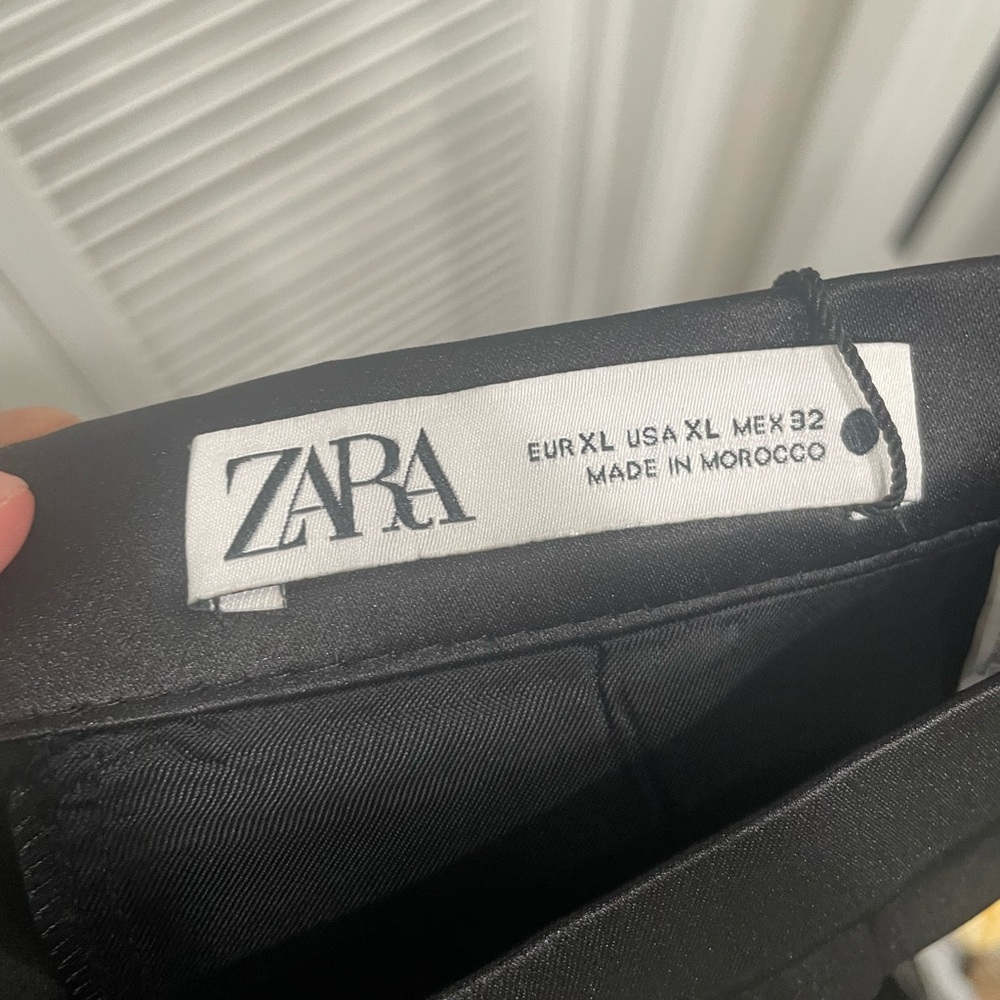 ZARA
EUR XL USA XL MEX 32
MADE IN MOROCCO